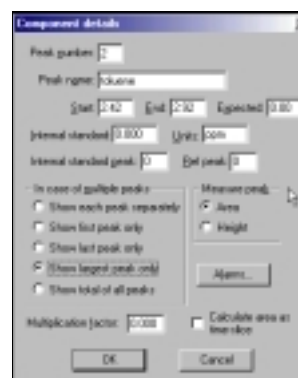 Component details
Peak number: 2
Peak name: toluene
Start: 2.42 End: 2.92 Expected: 0.00
Internal standard: 0.000 Units: ppm
Internal standard peak: 0 Ref peak: 0
In case of multiple peaks
Show each peak separately
Show first peak only
Show last peak only
Show largest peak only
Show total of all peaks
Measure peak
Area
Height
Alarms...
Multiplication factor: 0.000
Calculate area as
time slice
OK
Cancel